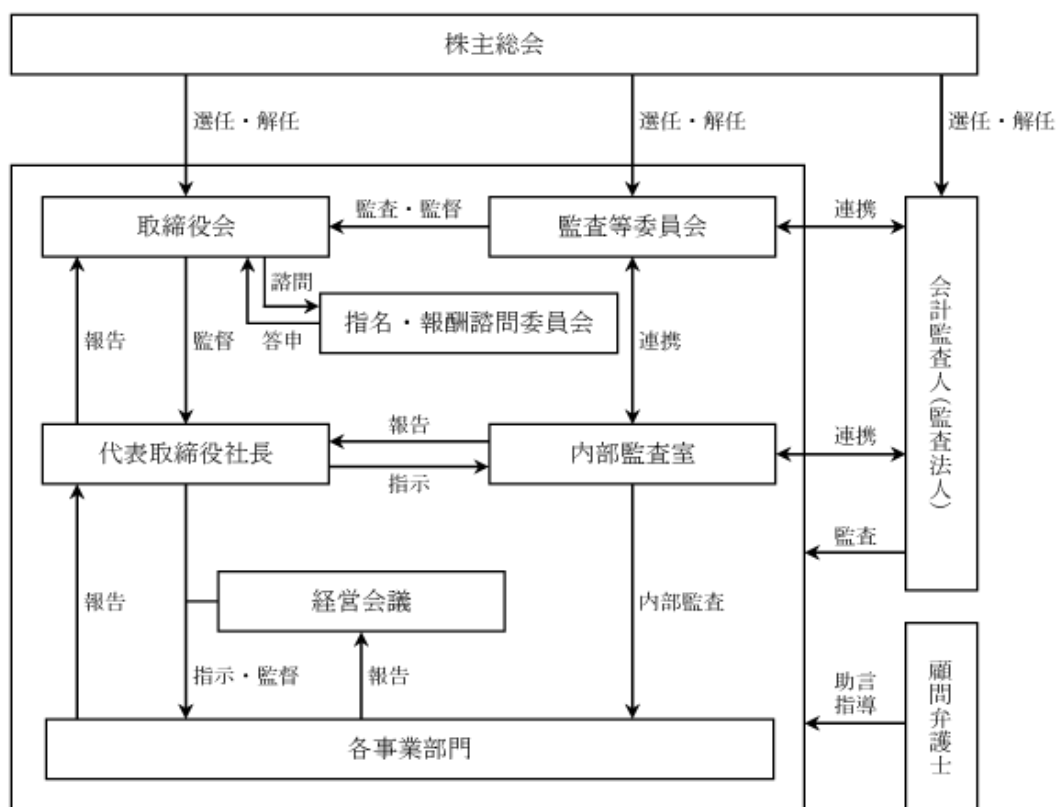 株主総会
選任・解任
選任・解任
選任・解任
取締役会
監査・監督
監査等委員会
連携
諮問
指名・報酬諮問委員会
答申
報告
監督
連携
会計監査人(監査法人)
代表取締役社長
報告
指示
内部監査室
連携
監査
報告
経営会議
内部監査
指示・監督
報告
助言
指導
顧問弁護士
各事業部門